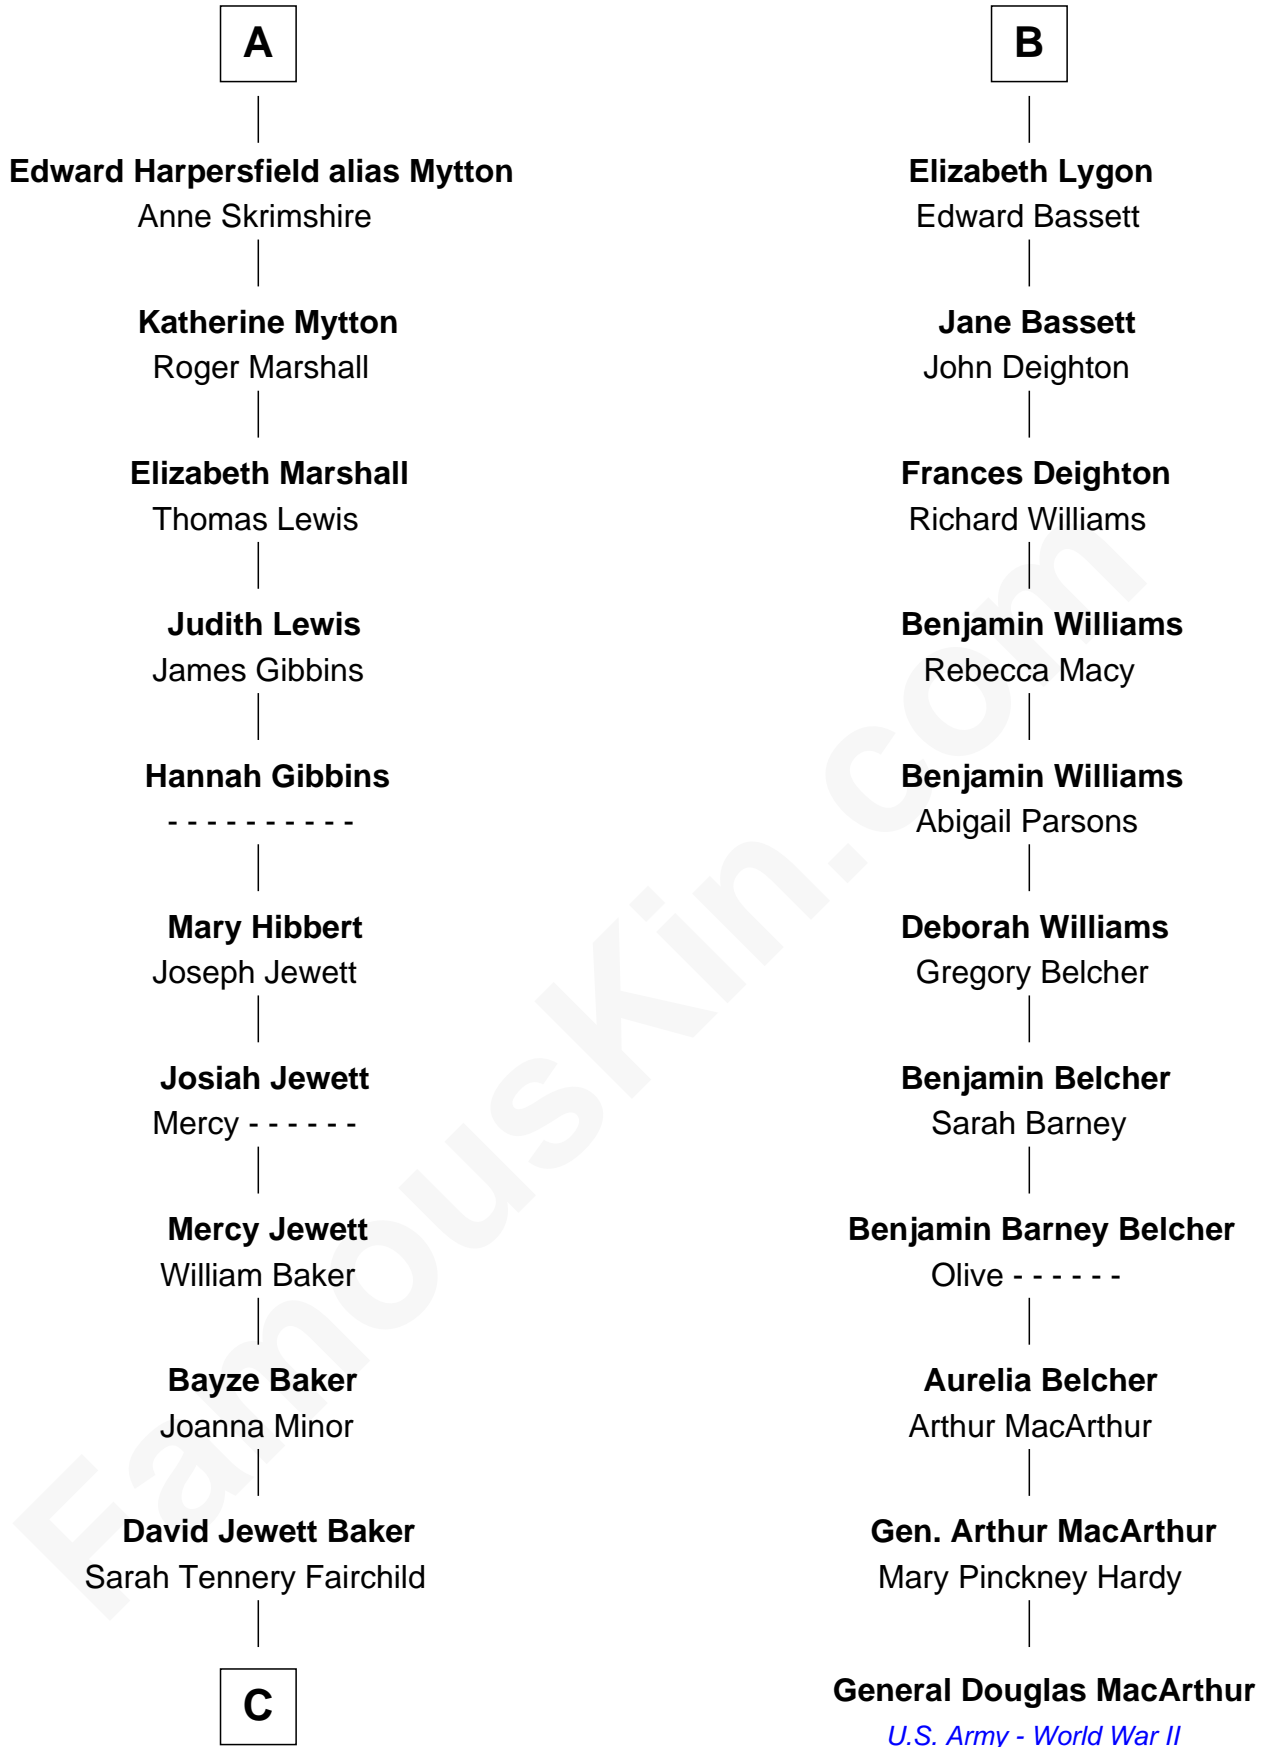 A
Edward Harpersfield alias Mytton
Anne Skrimshire
Katherine Mytton
Roger Marshall
Elizabeth Marshall
Thomas Lewis
Judith Lewis
James Gibbins
Hannah Gibbins
- - - - - - - - - -
Mary Hibbert
Joseph Jewett
Josiah Jewett
Mercy - - - - - -
Mercy Jewett
William Baker
Bayze Baker
Joanna Minor
David Jewett Baker
Sarah Tennery Fairchild
C
B
Elizabeth Lygon
Edward Bassett
Jane Bassett
John Deighton
Frances Deighton
Richard Williams
Benjamin Williams
Rebecca Macy
Benjamin Williams
Abigail Parsons
Deborah Williams
Gregory Belcher
Benjamin Belcher
Sarah Barney
Benjamin Barney Belcher
Olive - - - - - -
Aurelia Belcher
Arthur MacArthur
Gen. Arthur MacArthur
Mary Pinckney Hardy
General Douglas MacArthur
U.S. Army - World War II
FamousKin.com